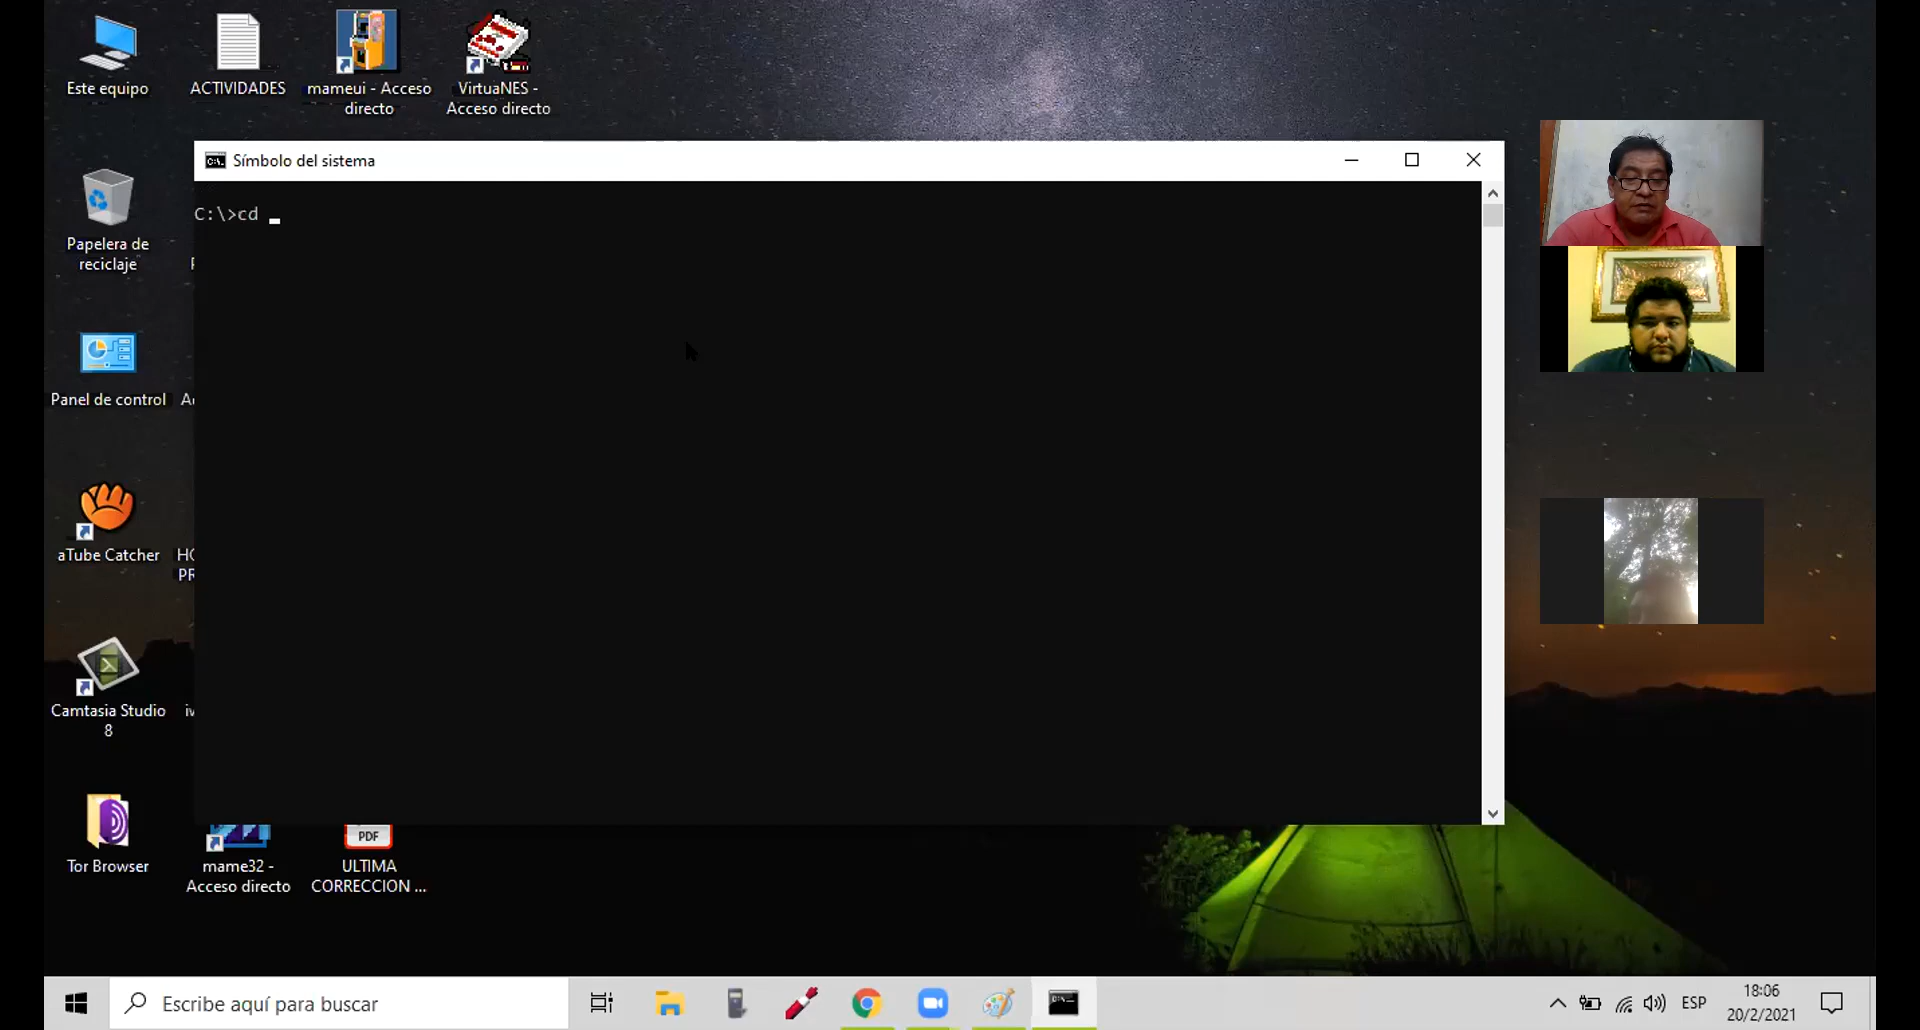 Este equipo
ACTIVIDADES
mameui - Acceso
directo
VirtuaNES -
Acceso directo
Símbolo del sistema
C:\>cd
Papelera de
reciclaje
Panel de control
aTube Catcher
Camtasia Studio
8
Tor Browser
mame32 -
Acceso directo
PDF
ULTIMA
CORRECCION ...
Escribe aquí para buscar
ESP
18:06
20/2/2021